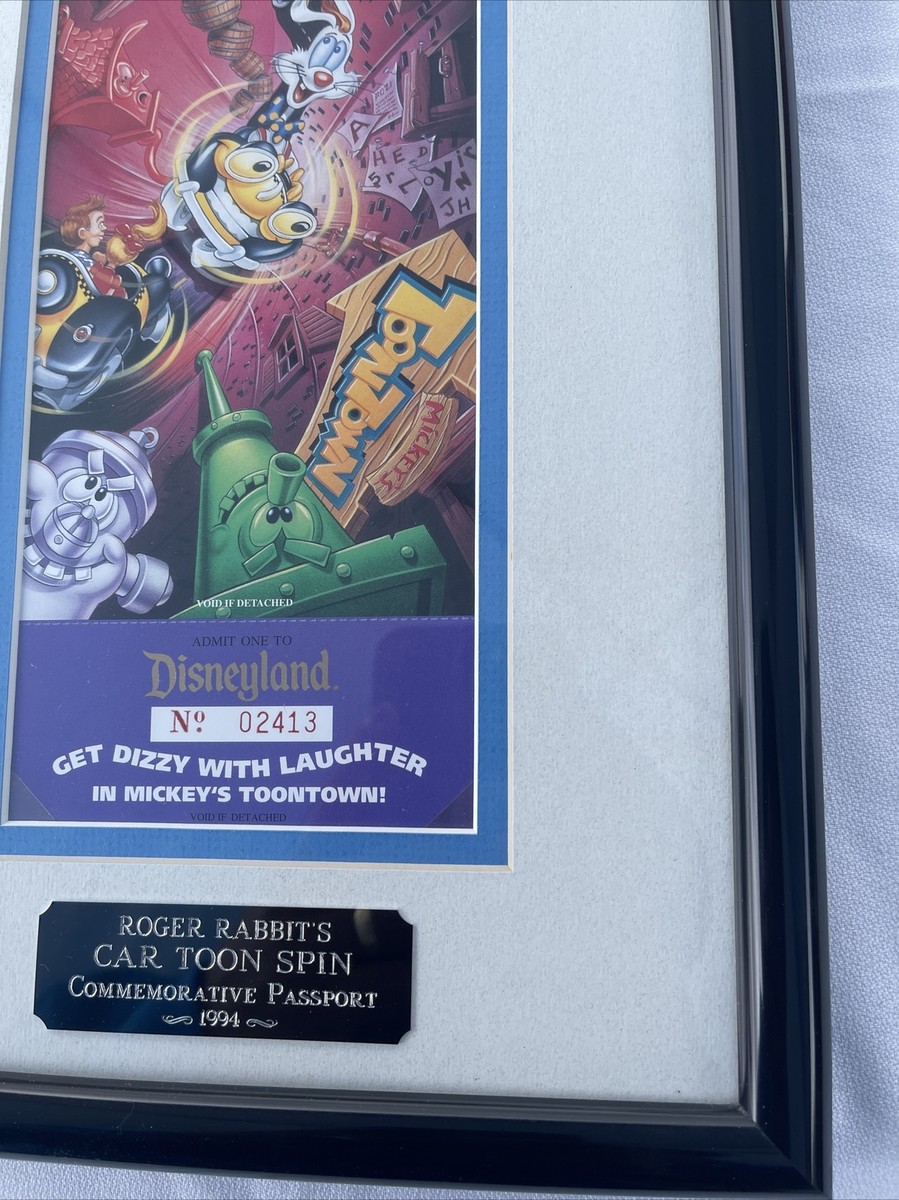 TOONTOWN
MICKEY'S
VOID IF DETACHED
ADMIT ONE TO
Disneyland.
Nº 02413
GET DIZZY WITH LAUGHTER
IN MICKEY'S TOONTOWN!
VOID IF DETACHED
ROGER RABBIT'S
CAR TOON SPIN
COMMEMORATIVE PASSPORT
1994